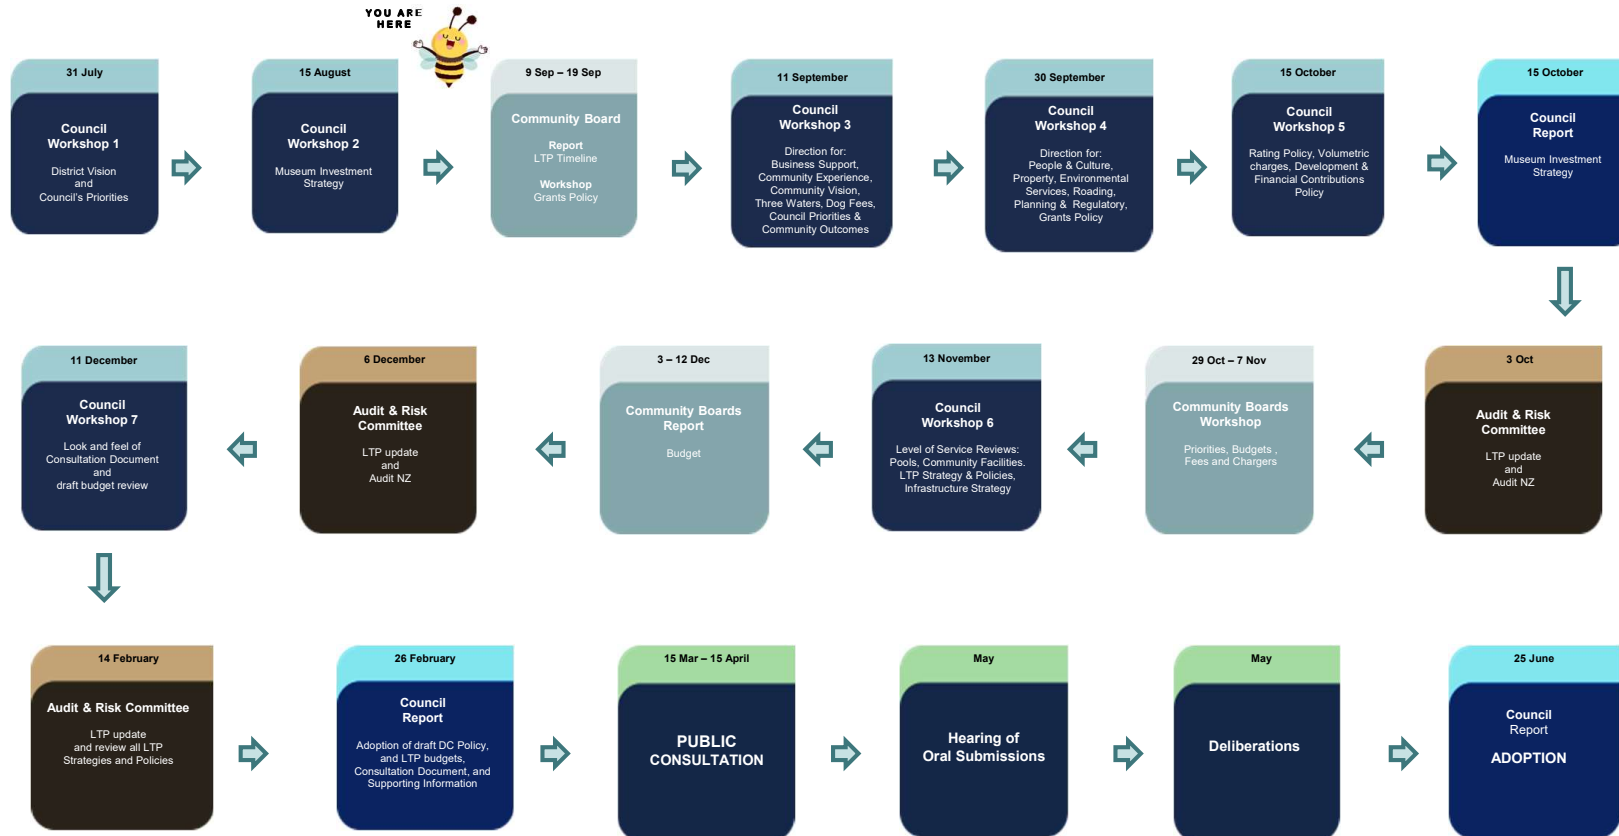 YOU ARE
HERE
31 July
Council
Workshop 1
District Vision
and
Council's Priorities
15 August
Council
Workshop 2
Museum Investment
Strategy
9 Sep – 19 Sep
Community Board
Report
LTP Timeline
Workshop
Grants Policy
11 September
Council
Workshop 3
Direction for:
Business Support,
Community Experience,
Community Vision,
Three Waters, Dog Fees,
Council Priorities &
Community Outcomes
30 September
Council
Workshop 4
Direction for:
People & Culture,
Property, Environmental
Services, Roading,
Planning & Regulatory,
Grants Policy
15 October
Council
Workshop 5
Rating Policy, Volumetric
charges, Development &
Financial Contributions
Policy
15 October
Council
Report
Museum Investment
Strategy
11 December
Council
Workshop 7
Look and feel of
Consultation Document
and
draft budget review
6 December
Audit & Risk
Committee
LTP update
and
Audit NZ
3 – 12 Dec
Community Boards
Report
Budget
13 November
Council
Workshop 6
Level of Service Reviews:
Pools, Community Facilities.
LTP Strategy & Policies,
Infrastructure Strategy
29 Oct – 7 Nov
Community Boards
Workshop
Priorities, Budgets ,
Fees and Chargers
3 Oct
Audit & Risk
Committee
LTP update
and
Audit NZ
14 February
Audit & Risk Committee
LTP update
and review all LTP
Strategies and Policies
26 February
Council
Report
Adoption of draft DC Policy,
and LTP budgets,
Consultation Document, and
Supporting Information
15 Mar – 15 April
PUBLIC
CONSULTATION
May
Hearing of
Oral Submissions
May
Deliberations
25 June
Council
Report
ADOPTION